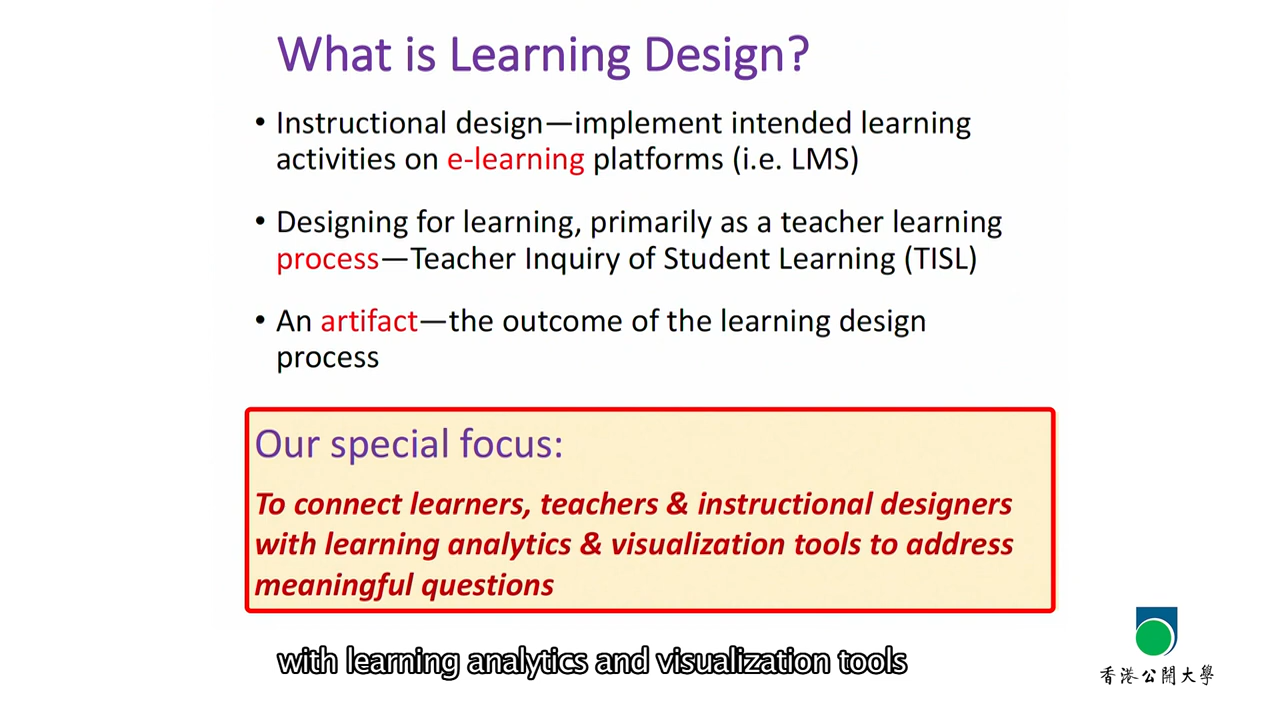 What is Learning Design?
• Instructional design—implement intended learning
activities on e-learning platforms (i.e. LMS)
• Designing for learning, primarily as a teacher learning
process—Teacher Inquiry of Student Learning (TISL)
• An artifact—the outcome of the learning design
process
Our special focus:
To connect learners, teachers & instructional designers
with learning analytics & visualization tools to address
meaningful questions
with learning analytics and visualization tools
香港公開大學